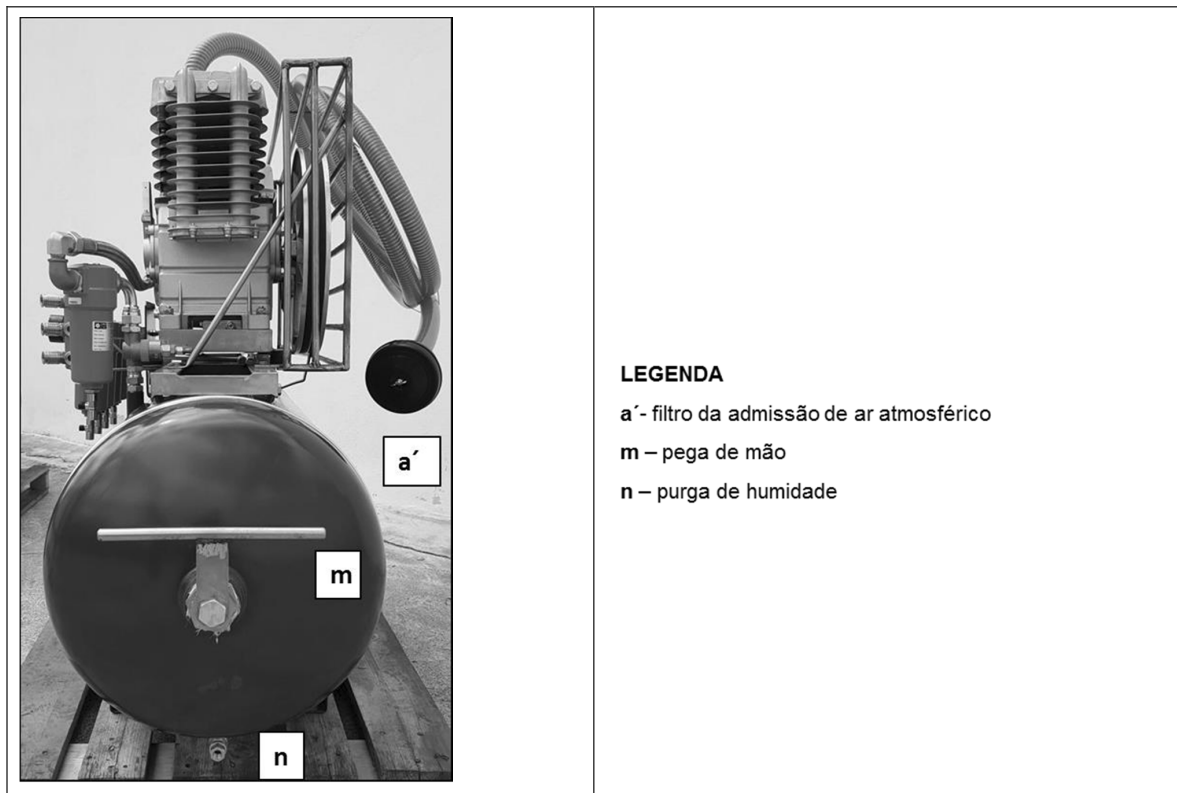 a´
m
n
LEGENDA
a´- filtro da admissão de ar atmosférico
m – pega de mão
n – purga de humidade